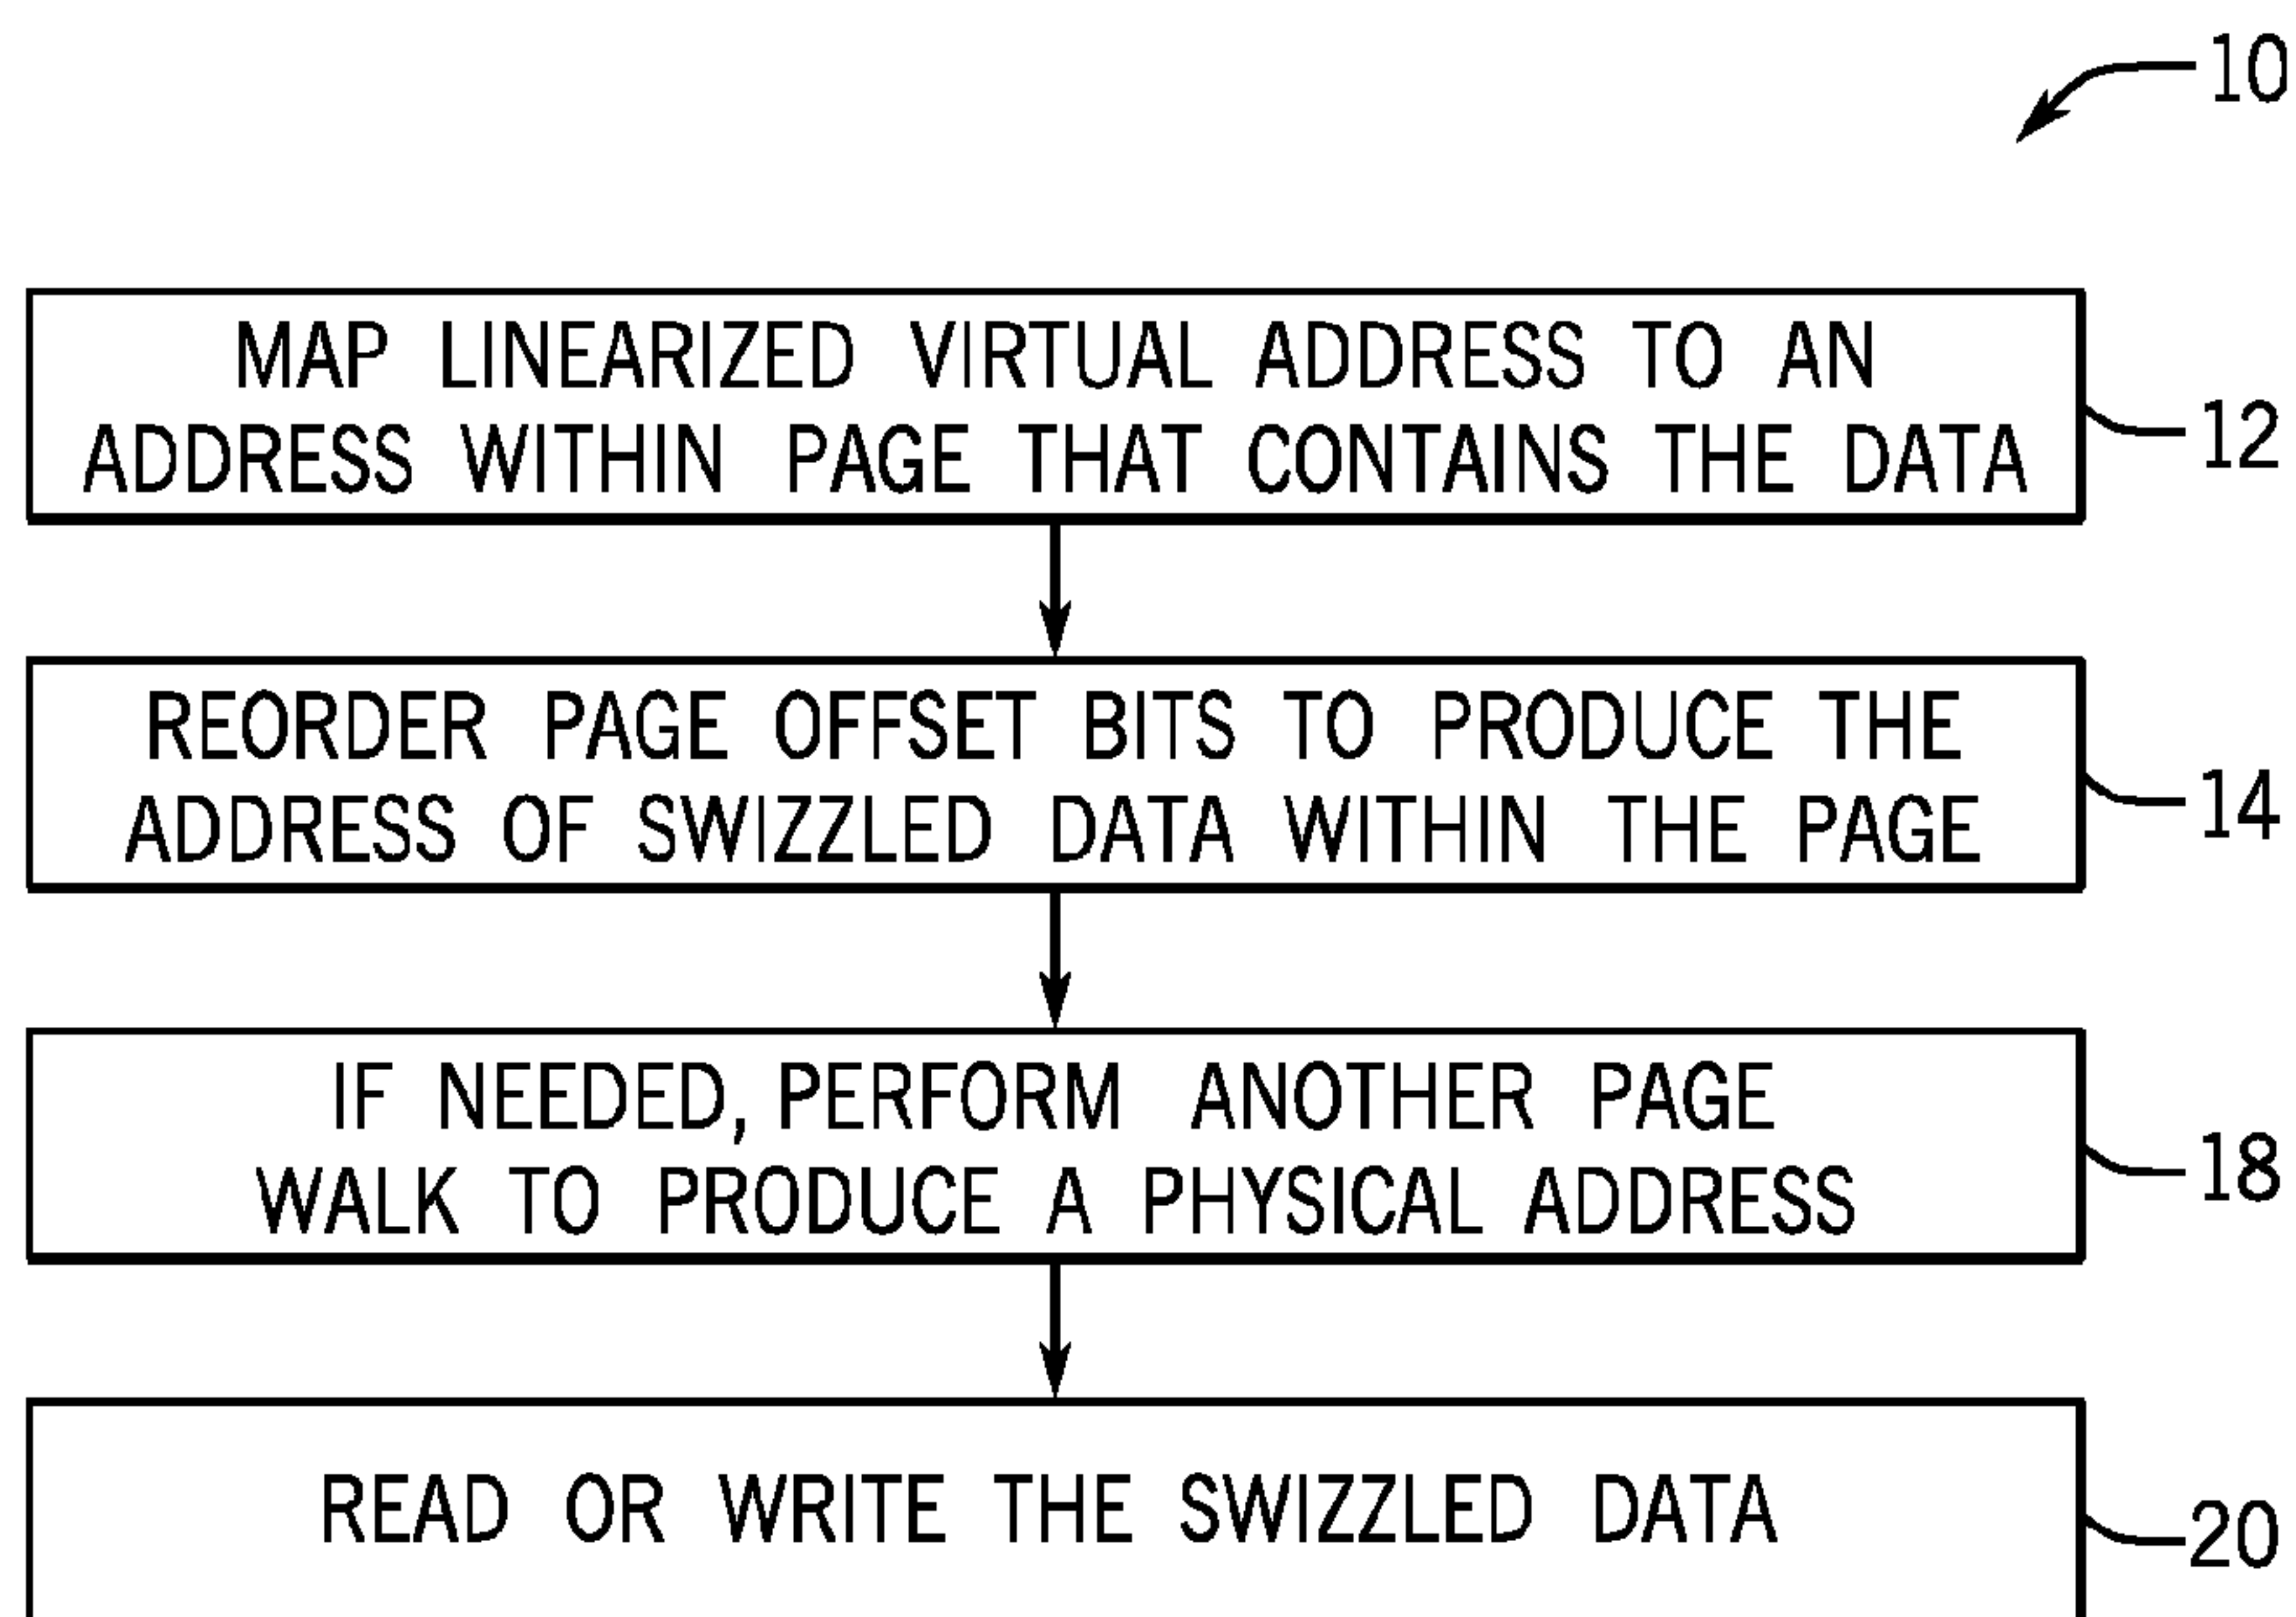 10
MAP LINEARIZED VIRTUAL ADDRESS TO AN
ADDRESS WITHIN PAGE THAT CONTAINS THE DATA
12
REORDER PAGE OFFSET BITS TO PRODUCE THE
ADDRESS OF SWIZZLED DATA WITHIN THE PAGE
14
IF NEEDED, PERFORM ANOTHER PAGE
WALK TO PRODUCE A PHYSICAL ADDRESS
18
READ OR WRITE THE SWIZZLED DATA
20